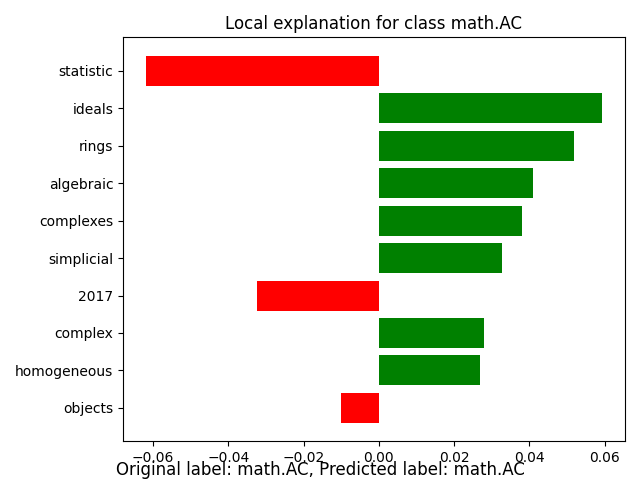 Local explanation for class math.AC
statistic
ideals
rings
algebraic
complexes
simplicial
2017
complex
homogeneous
objects
−0.06 −0.04 −0.02 0.00 0.02 0.04 0.06
Original label: math.AC, Predicted label: math.AC